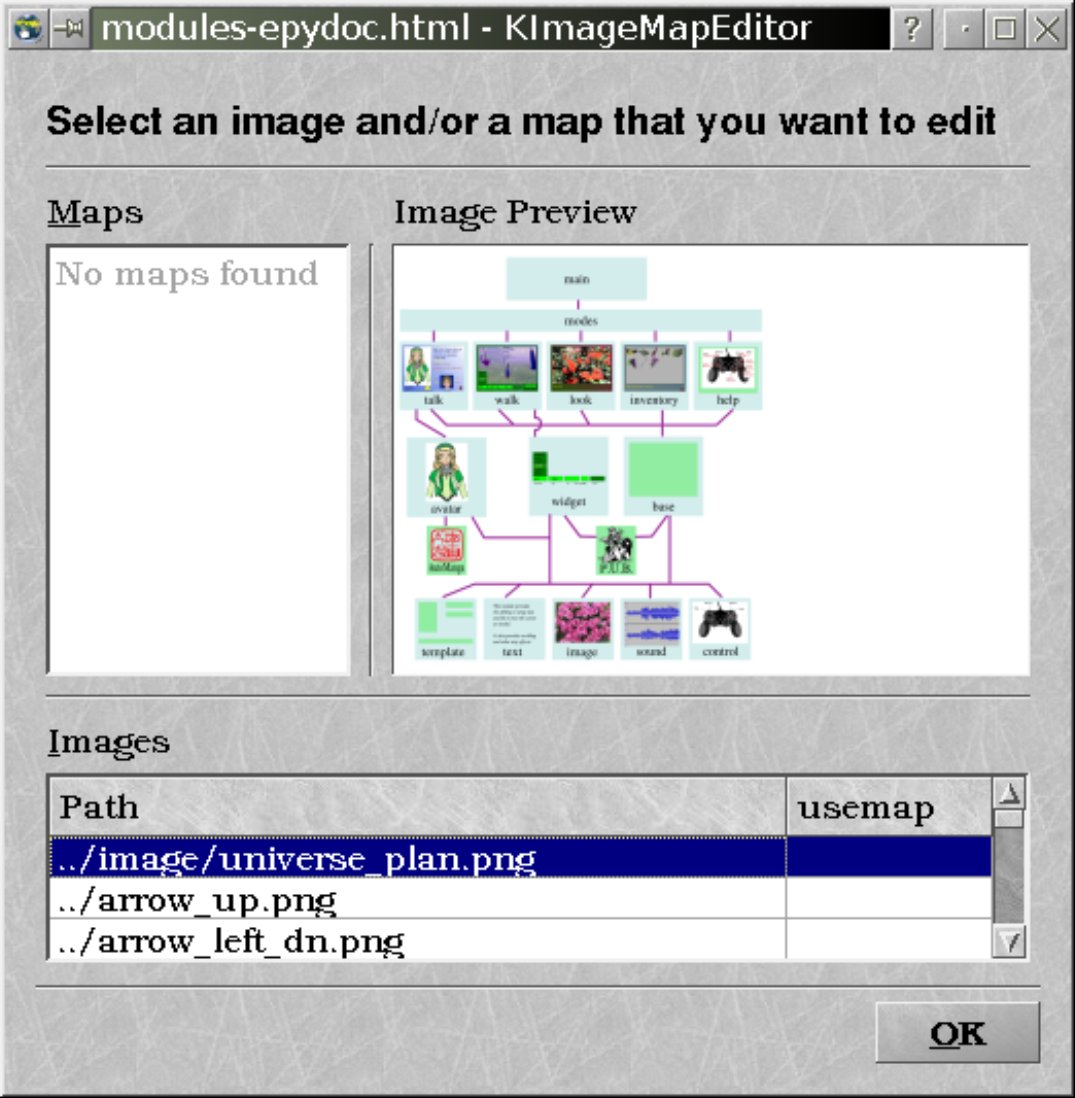 modules-epydoc.html - KImageMapEditor
Select an image and/or a map that you want to edit
Maps
Image Preview
No maps found
main
modes
talk walk look inventory help
avatar widget base
P.U.B.
template text image sound control
Images
Path usemap
../image/universe_plan.png
../arrow_up.png
../arrow_left_dn.png
OK